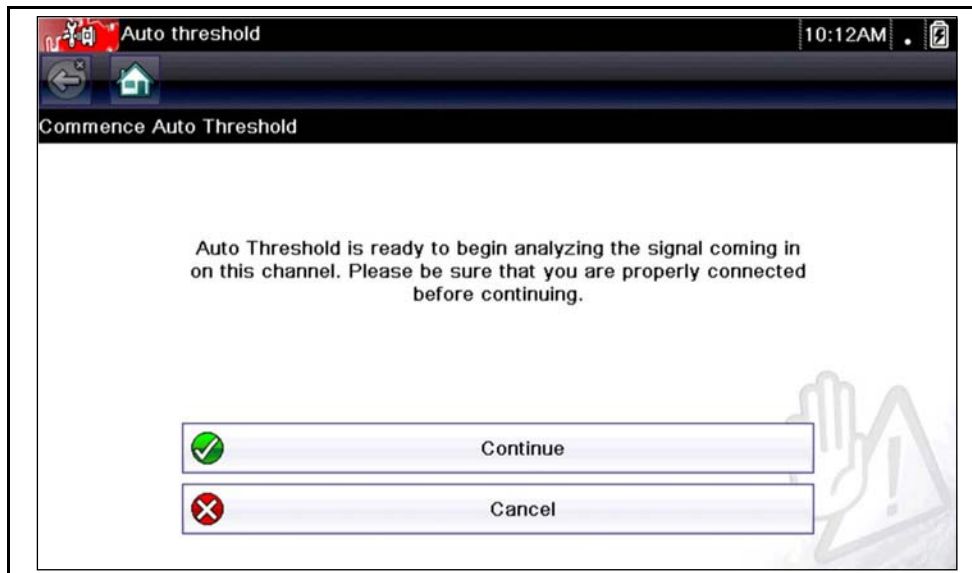 Auto threshold
10:12AM
Commence Auto Threshold
Auto Threshold is ready to begin analyzing the signal coming in
on this channel. Please be sure that you are properly connected
before continuing.
Continue
Cancel